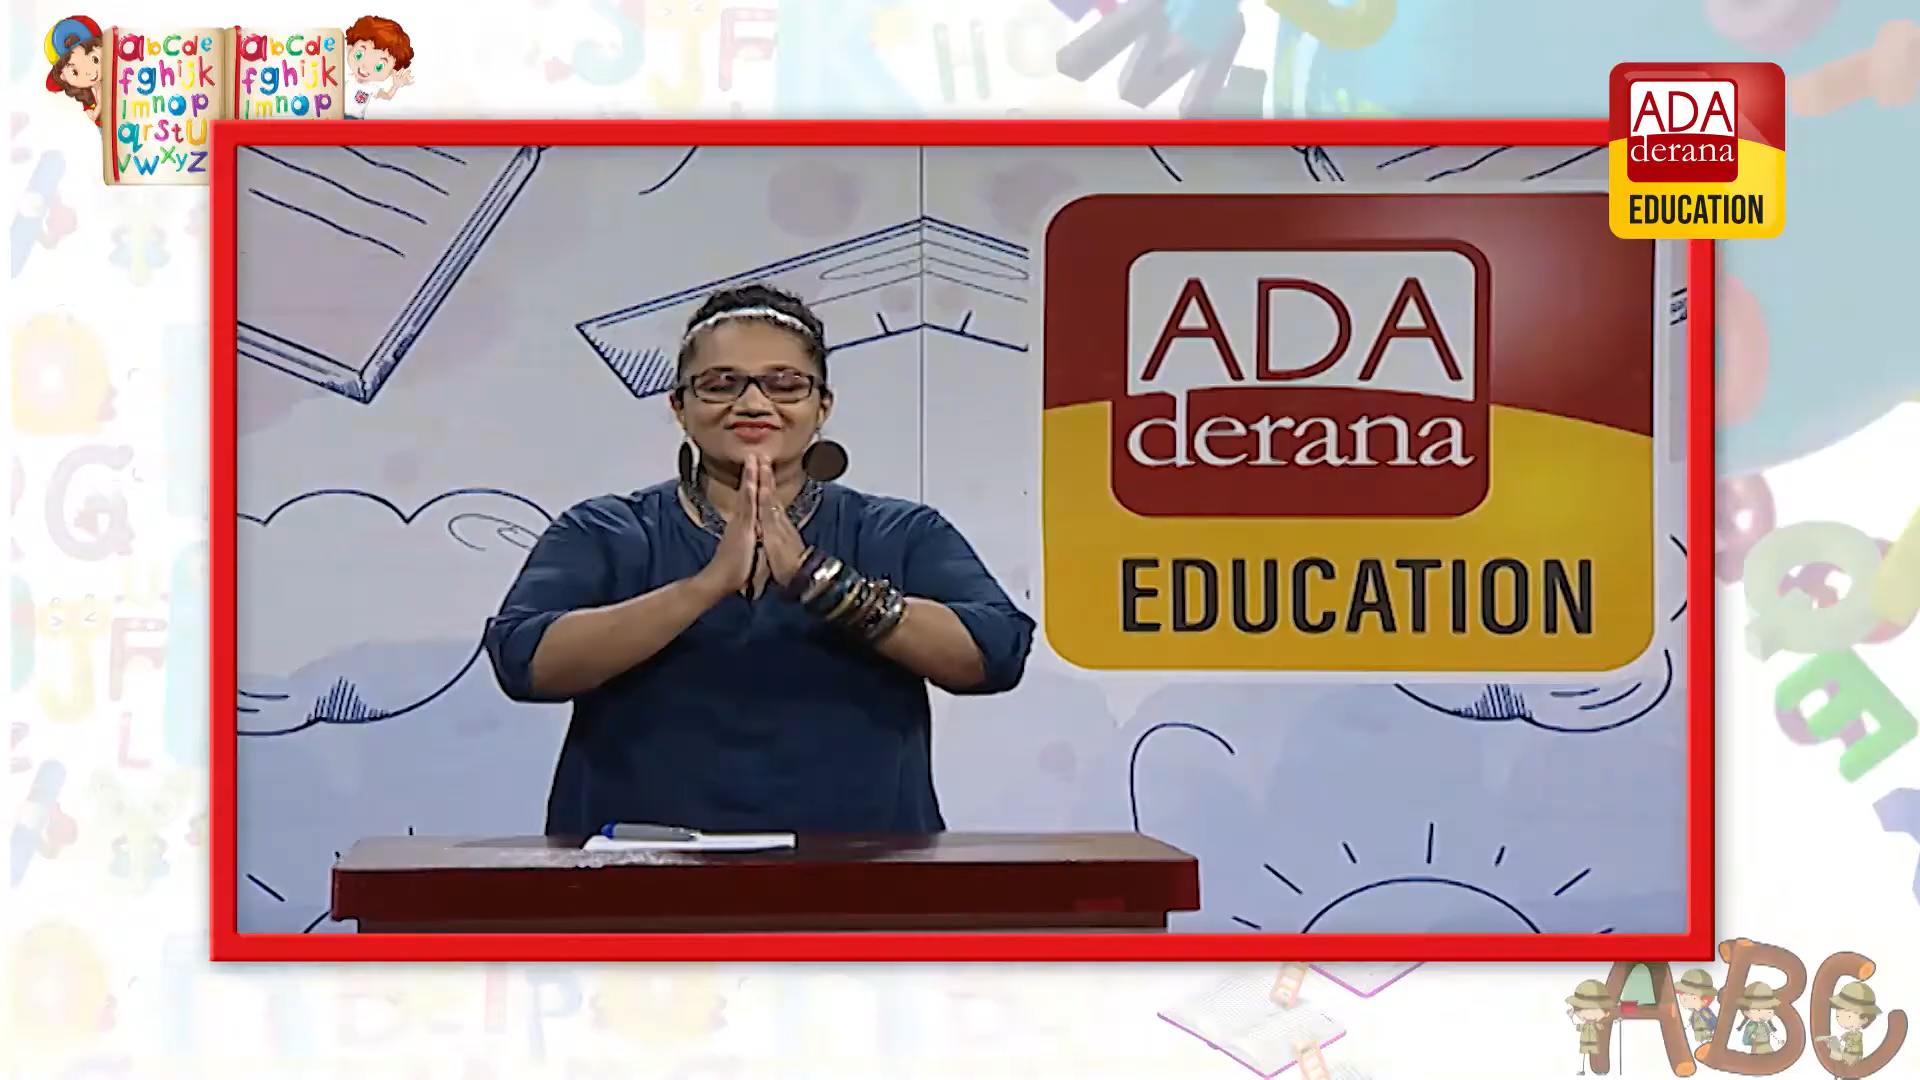 abcde
fghijk
lmnop
qrstu
vwxyz
abcde
fghijk
lmnop
ADA
derana
EDUCATION
ADA
derana
EDUCATION
ABC